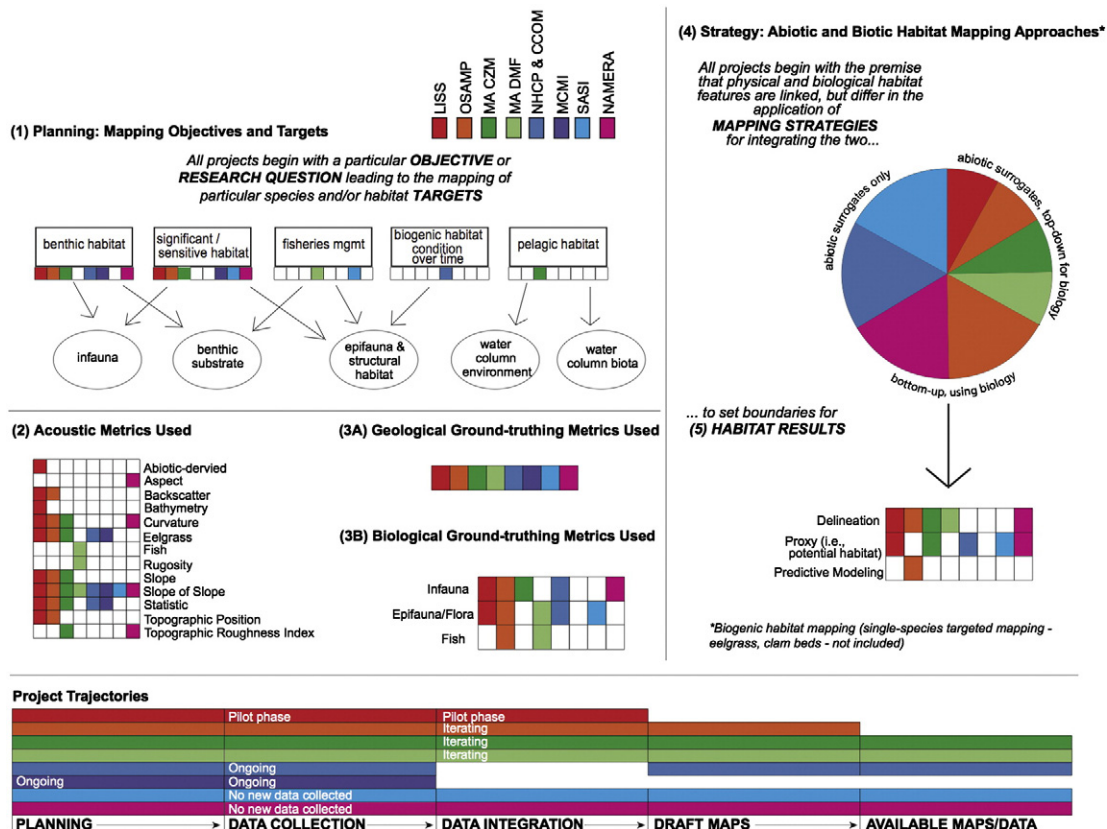 LISS
OSAMP
MA CZM
MA DMF
NHCP & CCOM
MCMI
SASI
NAMERA
(1) Planning: Mapping Objectives and Targets
All projects begin with a particular OBJECTIVE or
RESEARCH QUESTION leading to the mapping of
particular species and/or habitat TARGETS
benthic habitat
significant /
sensitive habitat
fisheries mgmt
biogenic habitat
condition
over time
pelagic habitat
infauna
benthic
substrate
epifauna &
structural
habitat
water
column
environment
water
column biota
(2) Acoustic Metrics Used
Abiotic-dervied
Aspect
Backscatter
Bathymetry
Curvature
Eelgrass
Fish
Rugosity
Slope
Slope of Slope
Statistic
Topographic Position
Topographic Roughness Index
(3A) Geological Ground-truthing Metrics Used
(3B) Biological Ground-truthing Metrics Used
Infauna
Epifauna/Flora
Fish
(4) Strategy: Abiotic and Biotic Habitat Mapping Approaches*
All projects begin with the premise
that physical and biological habitat
features are linked, but differ in the
application of
MAPPING STRATEGIES
for integrating the two...
abiotic surrogates only
abiotic surrogates, top-down for biology
bottom-up, using biology
... to set boundaries for
(5) HABITAT RESULTS
Delineation
Proxy (i.e.,
potential habitat)
Predictive Modeling
*Biogenic habitat mapping (single-species targeted mapping -
eelgrass, clam beds - not included)
Project Trajectories
Pilot phase Pilot phase
Iterating
Iterating
Iterating
Ongoing
Ongoing Ongoing
No new data collected
No new data collected
PLANNING DATA COLLECTION DATA INTEGRATION DRAFT MAPS AVAILABLE MAPS/DATA